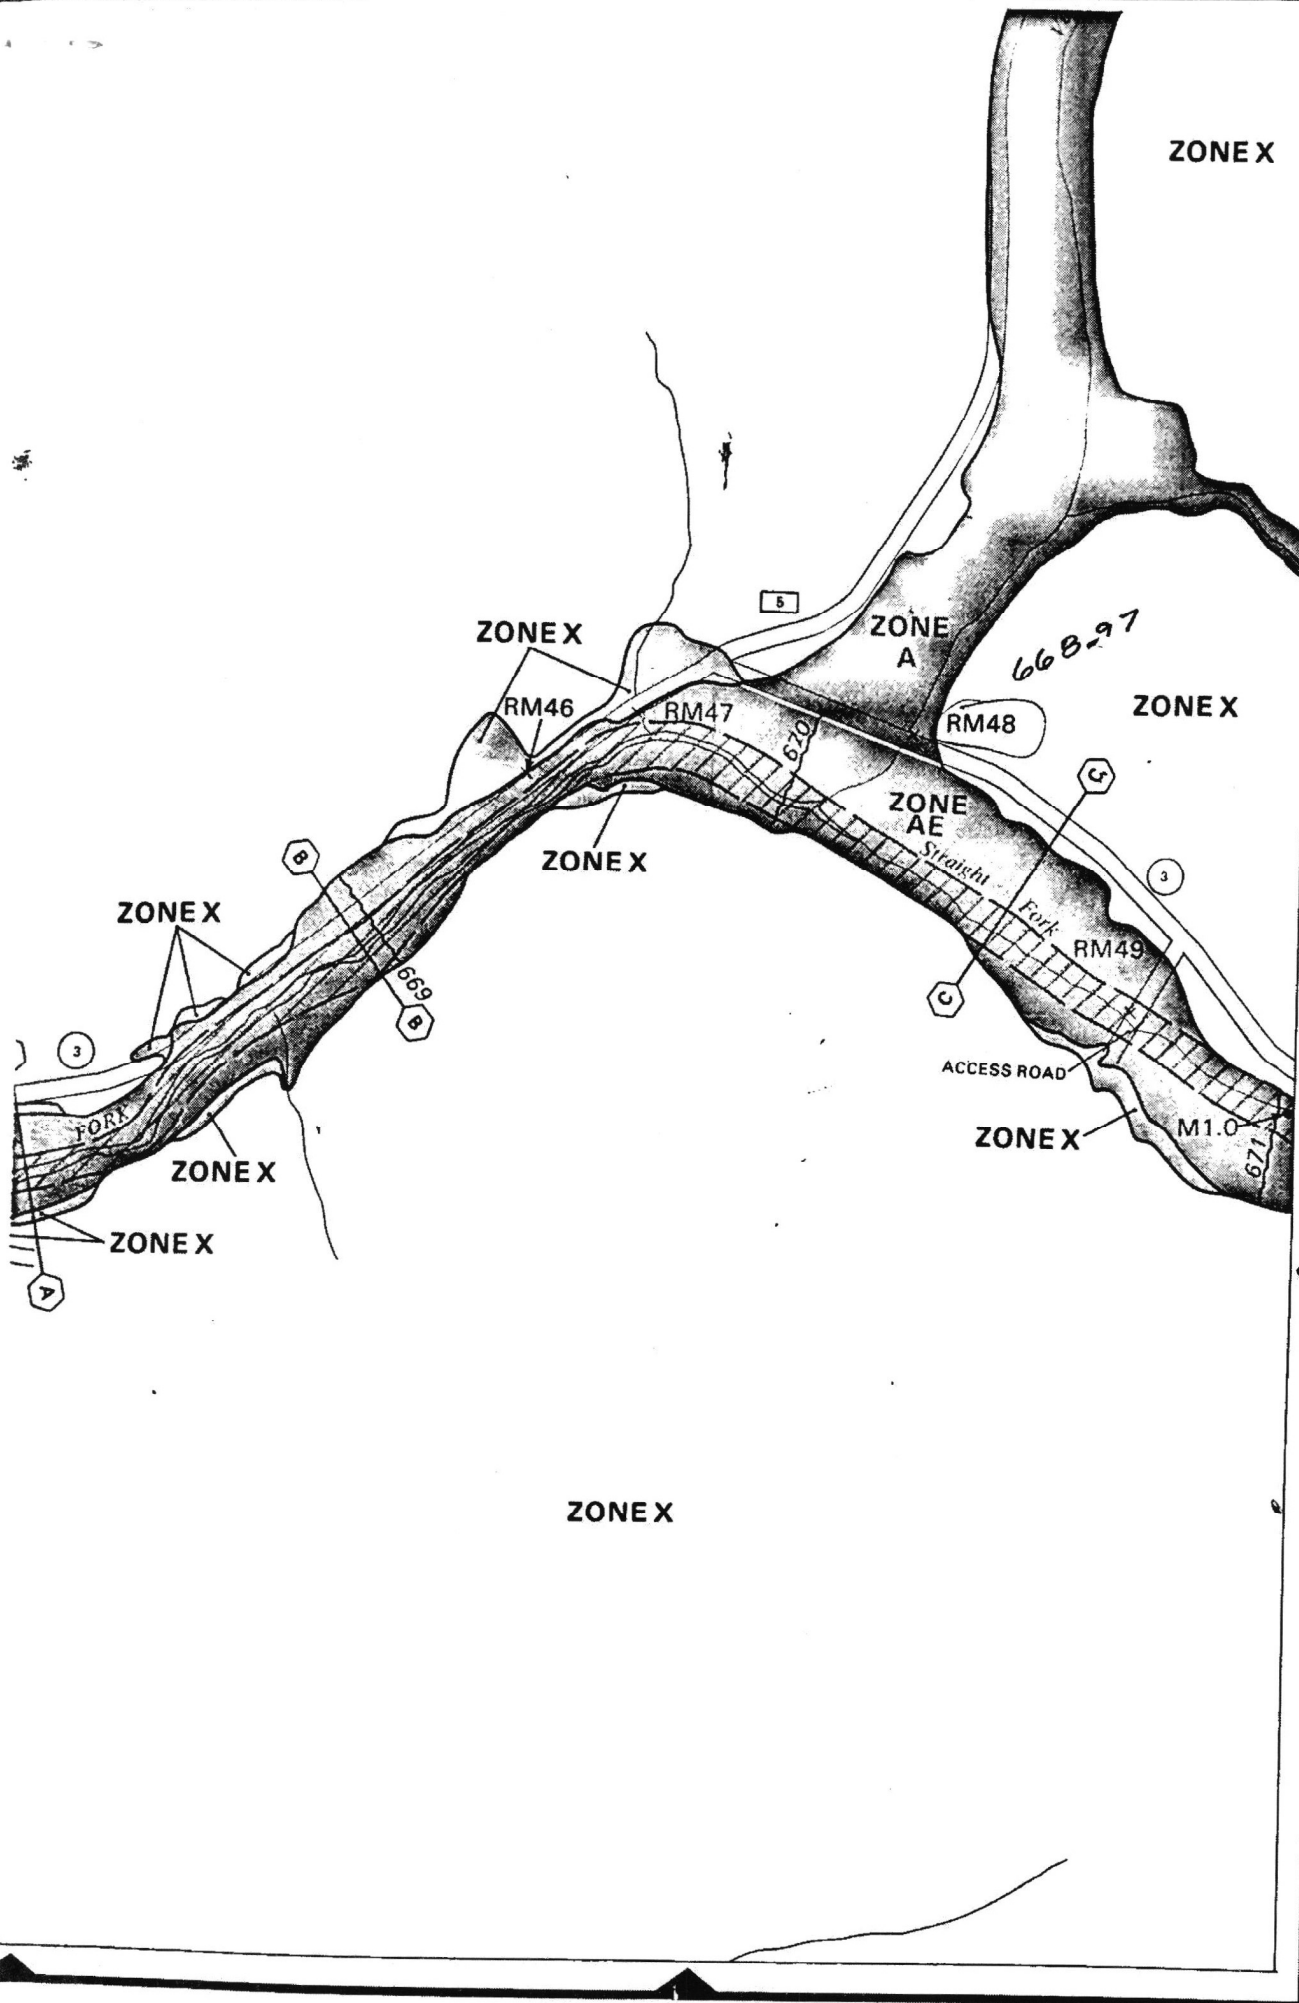 ZONE X
5
ZONE X
ZONE
A
668.97
RM46
RM47
RM48
ZONE X
670
ZONE
AE
ZONE X
B
Straight
Fork
3
ZONE X
RM49
669
B
C
3
ACCESS ROAD
FORK
M1.0
ZONE X
671
ZONE X
ZONE X
A
ZONE X